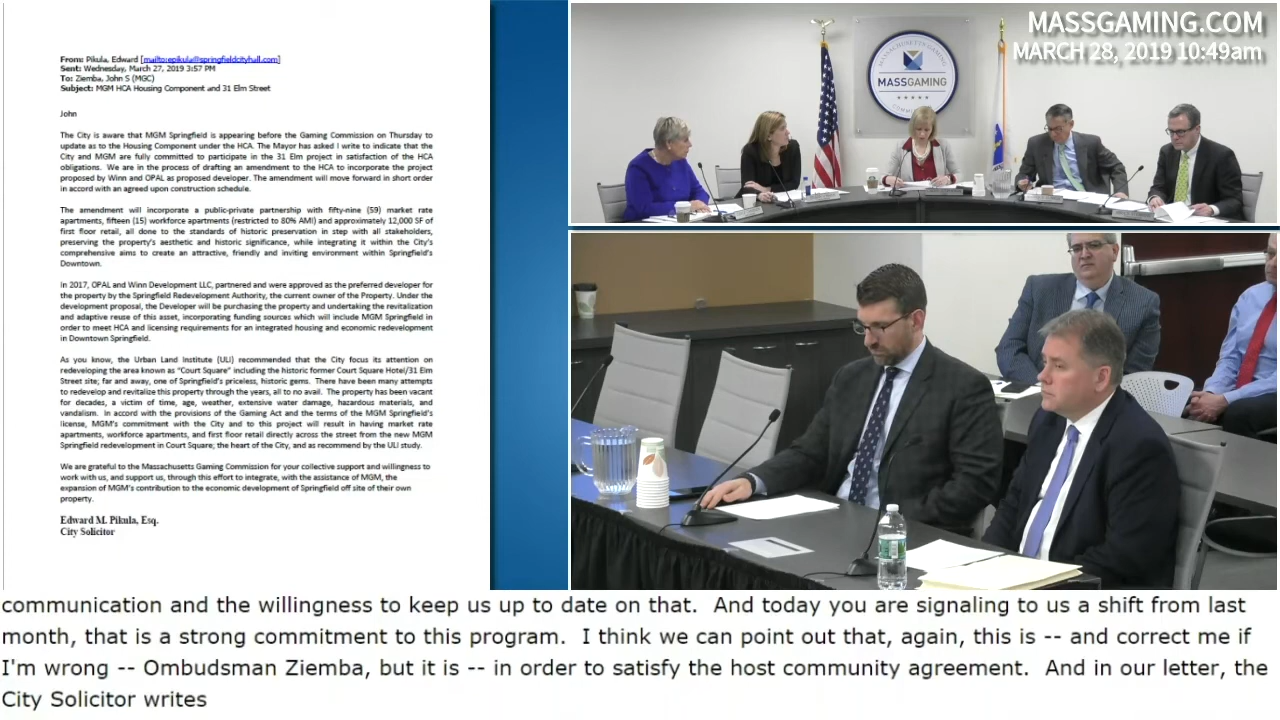 From: Pikula, Edward [mailto:epikula@springfieldcityhall.com]
Sent: Wednesday, March 27, 2019 3:57 PM
To: Ziemba, John S (MGC)
Subject: MGM HCA Housing Component and 31 Elm Street
John
The City is aware that MGM Springfield is appearing before the Gaming Commission on Thursday to
update as to the Housing Component under the HCA. The Mayor has asked I write to indicate that the
City and MGM are fully committed to participate in the 31 Elm project in satisfaction of the HCA
obligations. We are in the process of drafting an amendment to the HCA to incorporate the project
proposed by Winn and OPAL as proposed developer. The amendment will move forward in short order
in accord with an agreed upon construction schedule.
The amendment will incorporate a public-private partnership with fifty-nine (59) market rate
apartments, fifteen (15) workforce apartments (restricted to 80% AMI) and approximately 12,000 SF of
first floor retail, all done to the standards of historic preservation in step with all stakeholders,
preserving the property's aesthetic and historic significance, while integrating it within the City's
comprehensive aims to create an attractive, friendly and inviting environment within Springfield's
Downtown.
In 2017, OPAL and Winn Development LLC, partnered and were approved as the preferred developer for
the property by the Springfield Redevelopment Authority, the current owner of the Property. Under the
development proposal, the Developer will be purchasing the property and undertaking the revitalization
and adaptive reuse of this asset, incorporating funding sources which will include MGM Springfield in
order to meet HCA and licensing requirements for an integrated housing and economic redevelopment
in Downtown Springfield.
As you know, the Urban Land Institute (ULI) recommended that the City focus its attention on
redeveloping the area known as "Court Square" including the historic former Court Square Hotel/31 Elm
Street site; far and away, one of Springfield's priceless, historic gems. There have been many attempts
to redevelop and revitalize this property through the years, all to no avail. The property has been vacant
for decades, a victim of time, age, weather, extensive water damage, hazardous materials, and
vandalism. In accord with the provisions of the Gaming Act and the terms of the MGM Springfield's
license, MGM's commitment with the City and to this project will result in having market rate
apartments, workforce apartments, and first floor retail directly across the street from the new MGM
Springfield redevelopment in Court Square; the heart of the City, and as recommend by the ULI study.
We are grateful to the Massachusetts Gaming Commission for your collective support and willingness to
work with us, and support us, through this effort to integrate, with the assistance of MGM, the
expansion of MGM's contribution to the economic development of Springfield off site of their own
property.
Edward M. Pikula, Esq.
City Solicitor
MASSGAMING.COM
MARCH 28, 2019 10:49am
MASSACHUSETTS GAMING
MASSGAMING
communication and the willingness to keep us up to date on that.  And today you are signaling to us a shift from last
month, that is a strong commitment to this program.  I think we can point out that, again, this is -- and correct me if
I'm wrong -- Ombudsman Ziemba, but it is -- in order to satisfy the host community agreement.  And in our letter, the
City Solicitor writes